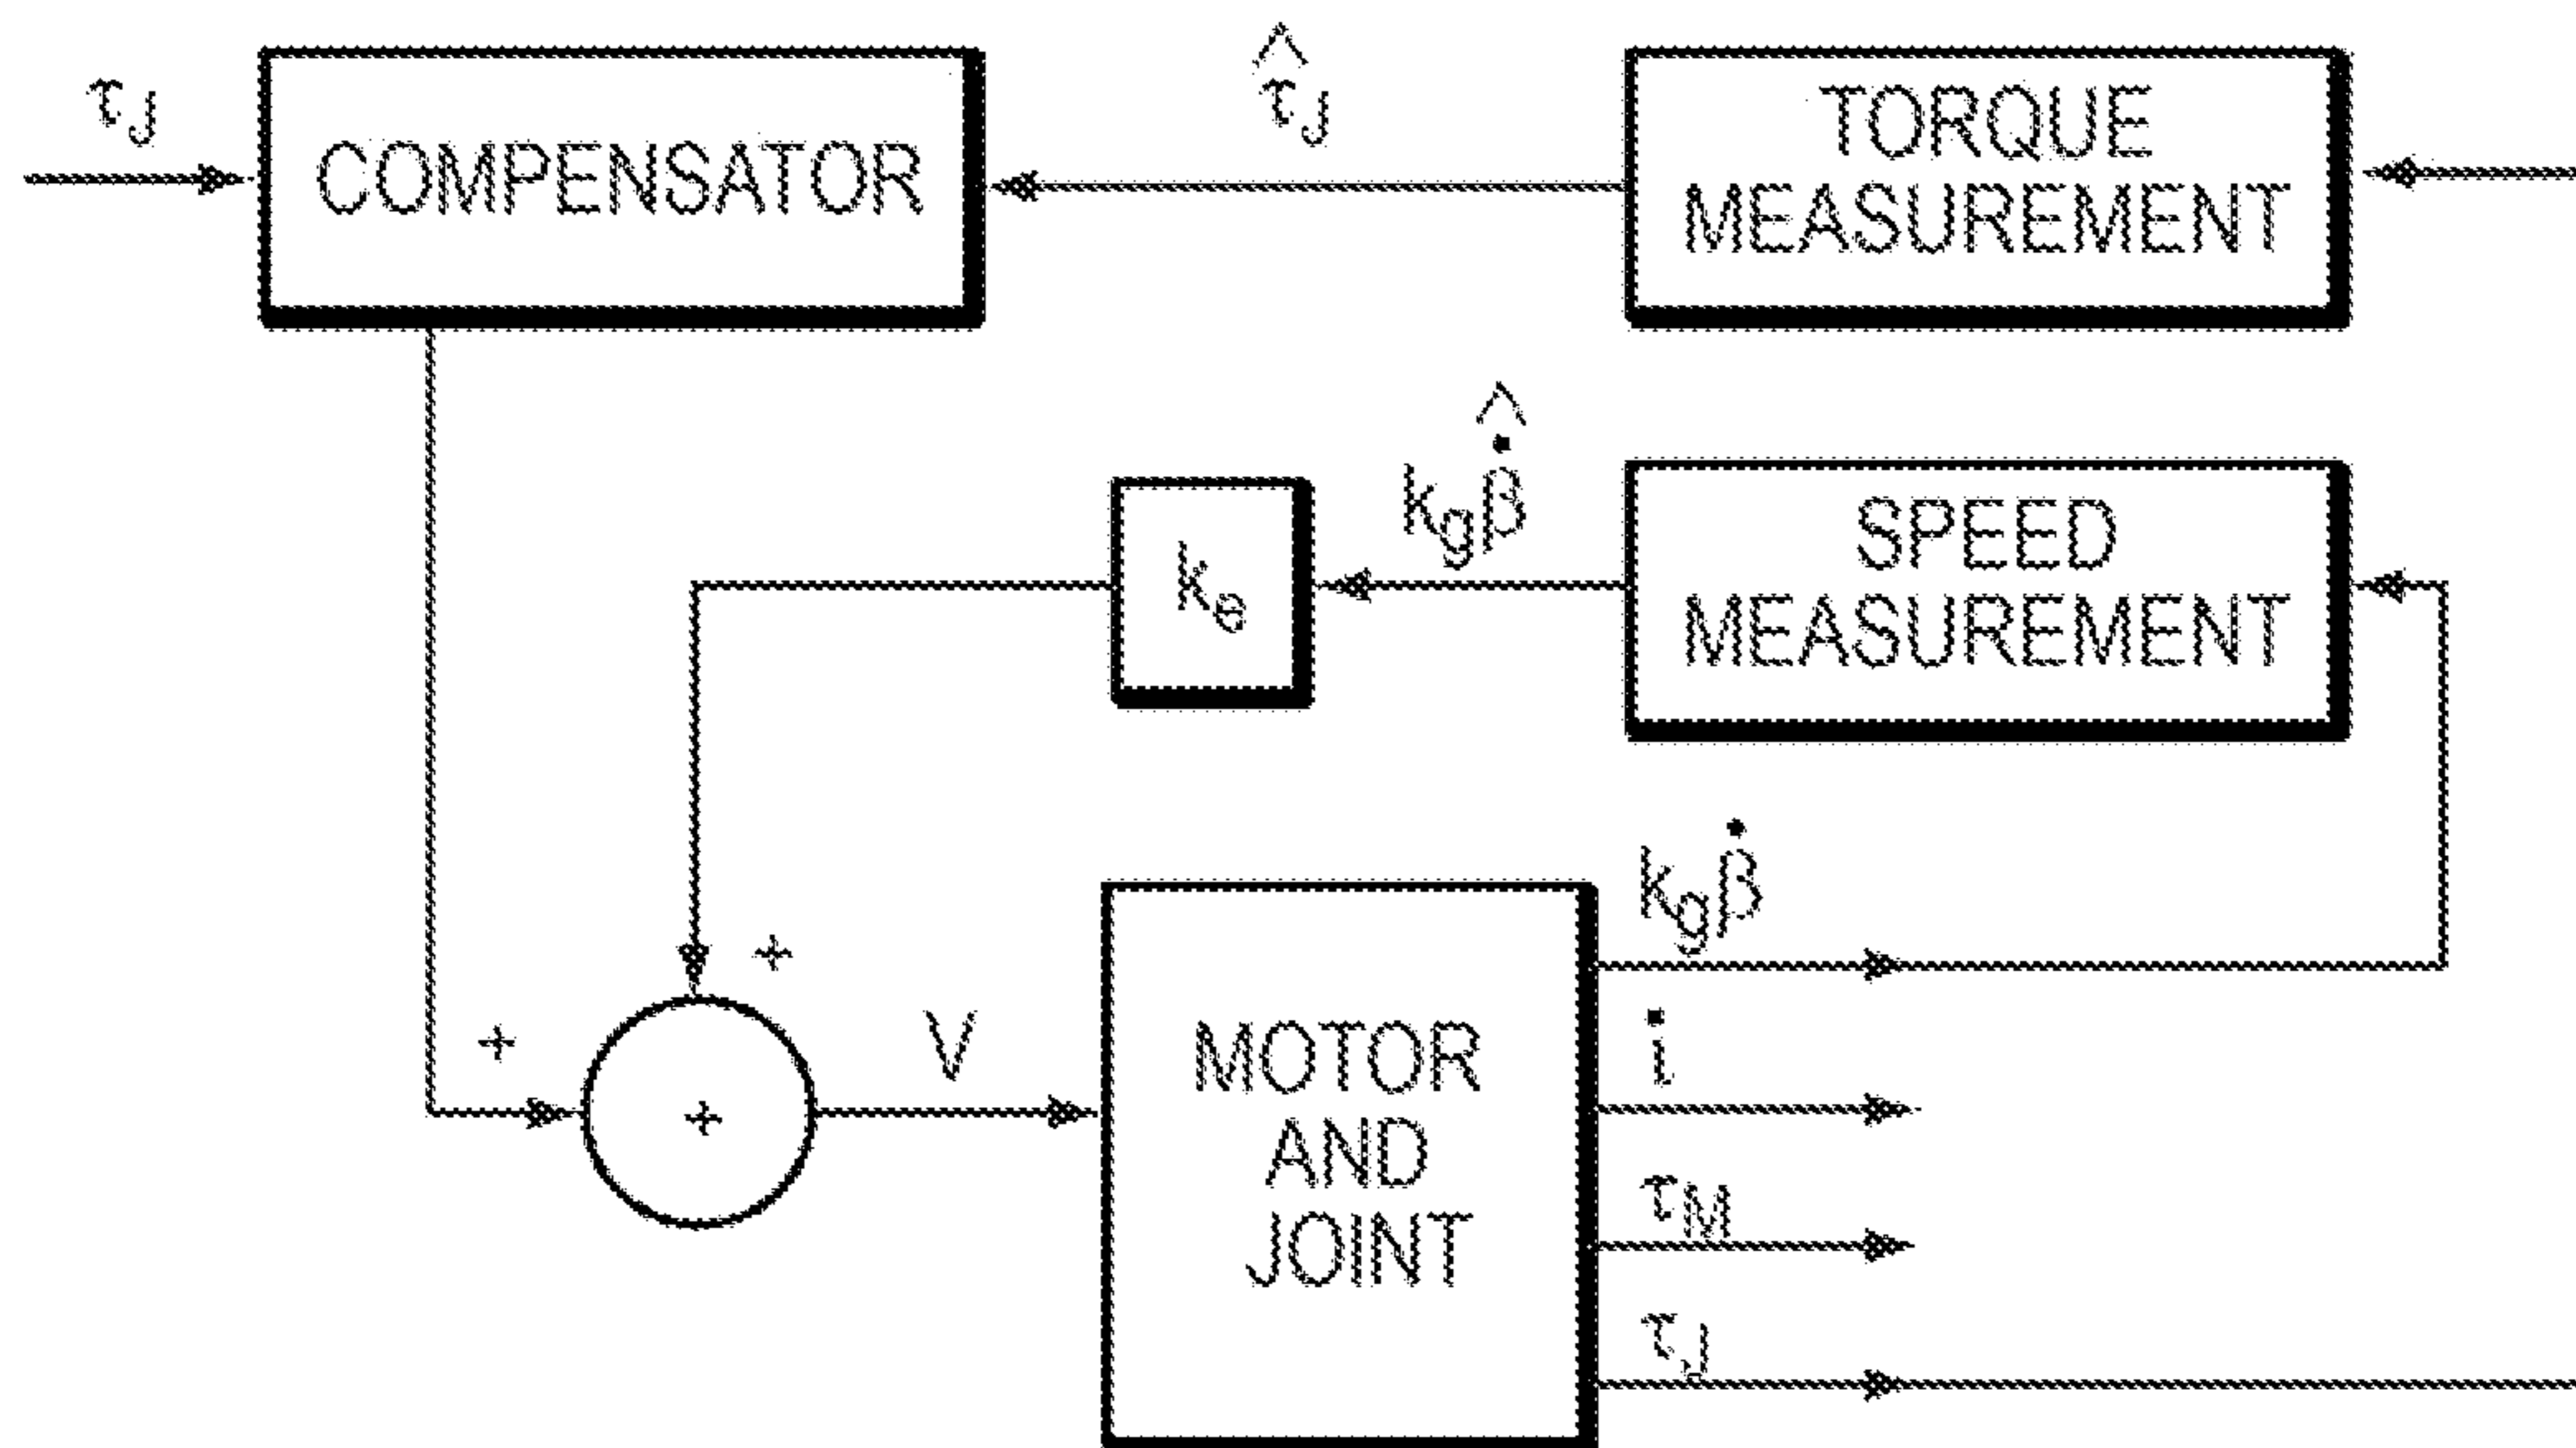 τJ
COMPENSATOR
τ̂J
TORQUE
MEASUREMENT
kgβ̇̂
ke
SPEED
MEASUREMENT
kgβ̇
+
+
+
V
MOTOR
AND
JOINT
i
τM
τJ